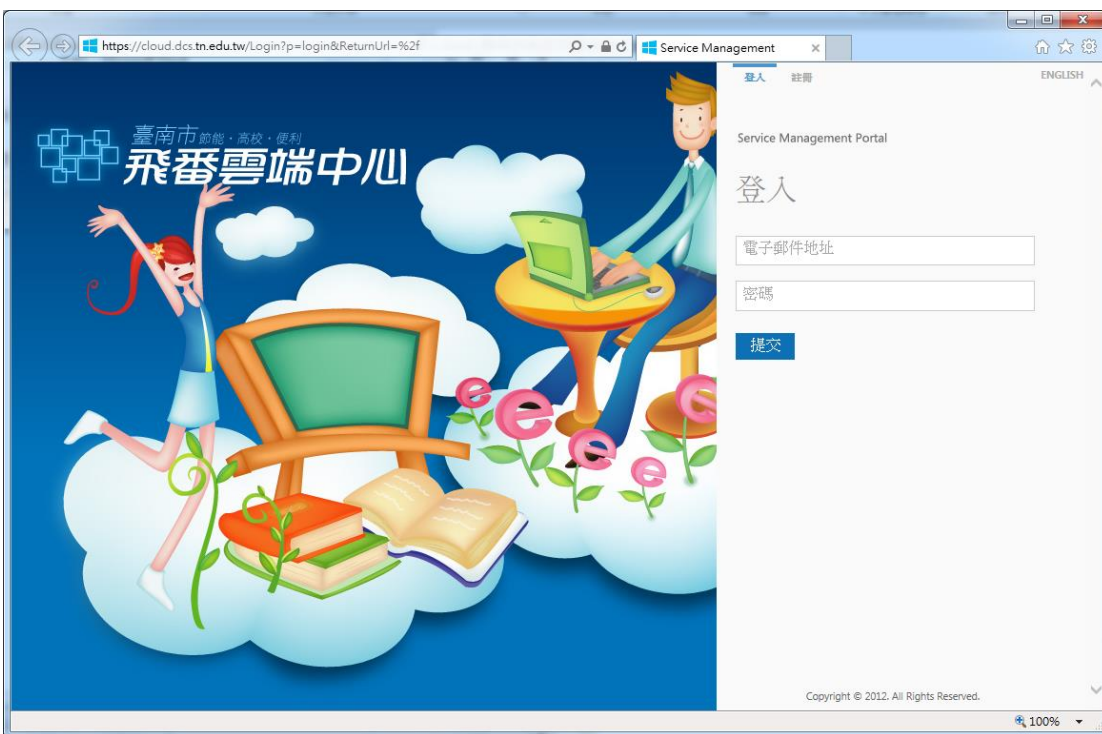 https://cloud.dcs.tn.edu.tw/Login?p=login&ReturnUrl=%2f
Service Management
登入 註冊 ENGLISH
臺南市 節能・高校・便利
飛番雲端中心
Service Management Portal
登入
電子郵件地址
密碼
提交
e e e e e
Copyright © 2012. All Rights Reserved.
100%